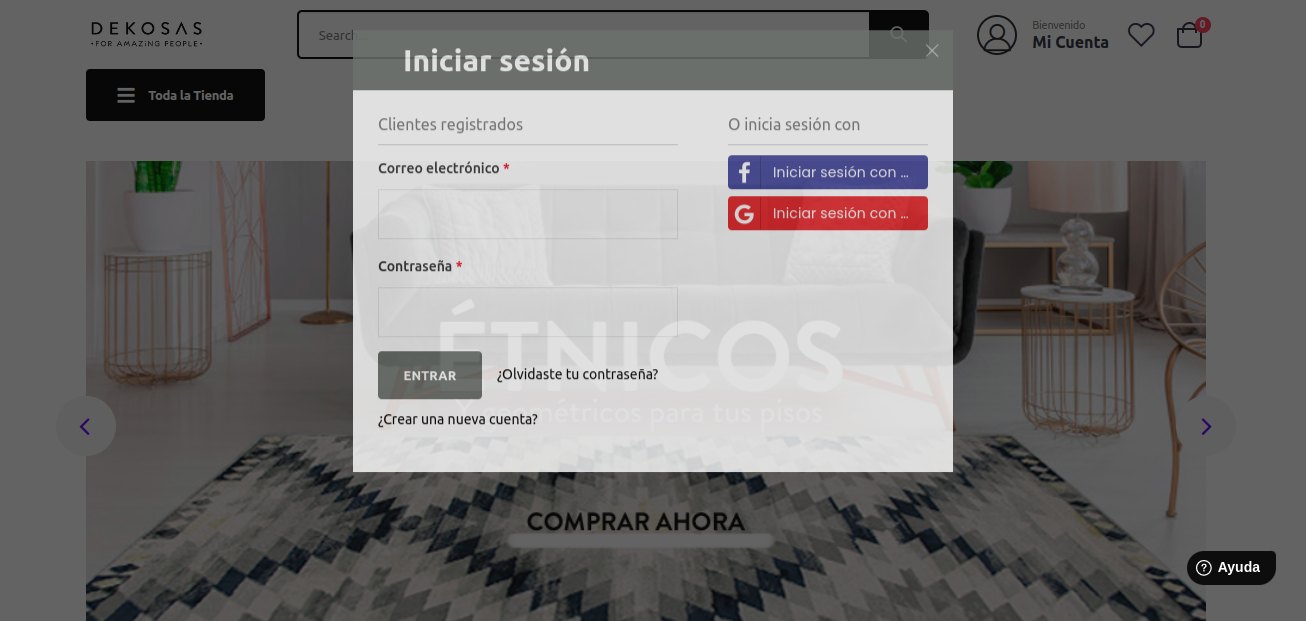 DEKOSAS
•FOR AMAZING PEOPLE•
Search...
Bienvenido
Mi Cuenta
0
Toda la Tienda
Iniciar sesión
Clientes registrados
Correo electrónico *
Contraseña *
ENTRAR
¿Olvidaste tu contraseña?
¿Crear una nueva cuenta?
O inicia sesión con
Iniciar sesión con ...
Iniciar sesión con ...
ÉTNICOS
Y geométricos para tus pisos
COMPRAR AHORA
Ayuda